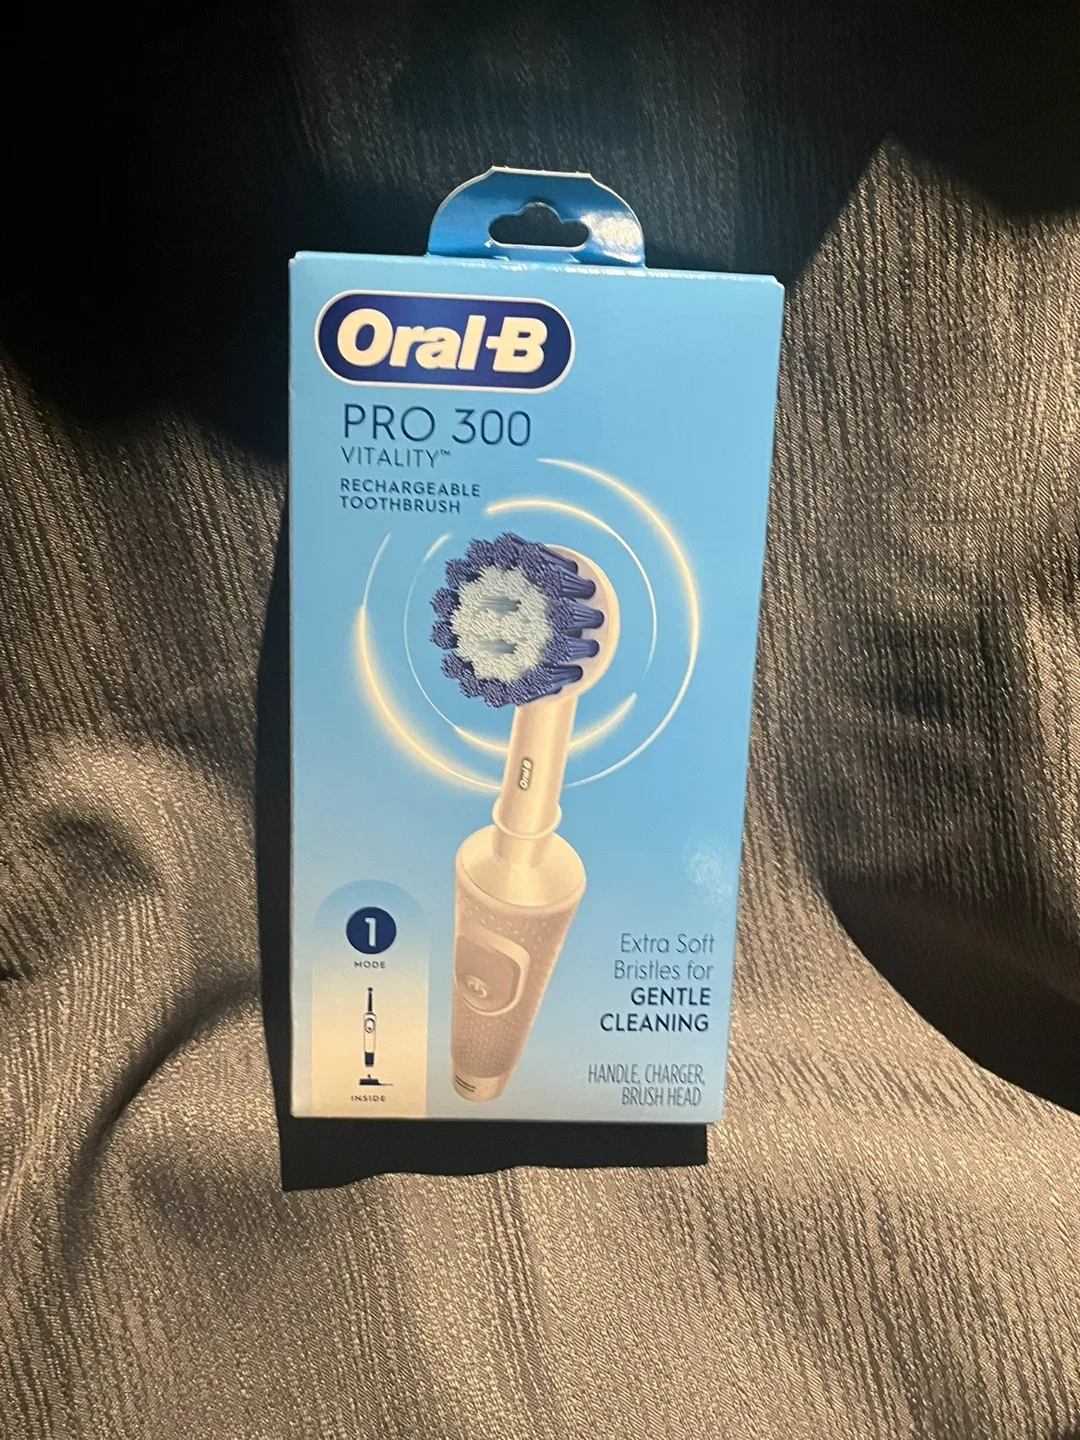 Oral-B
PRO 300
VITALITY™
RECHARGEABLE
TOOTHBRUSH
Oral-B
1
MODE
INSIDE
Extra Soft
Bristles for
GENTLE
CLEANING
HANDLE, CHARGER,
BRUSH HEAD